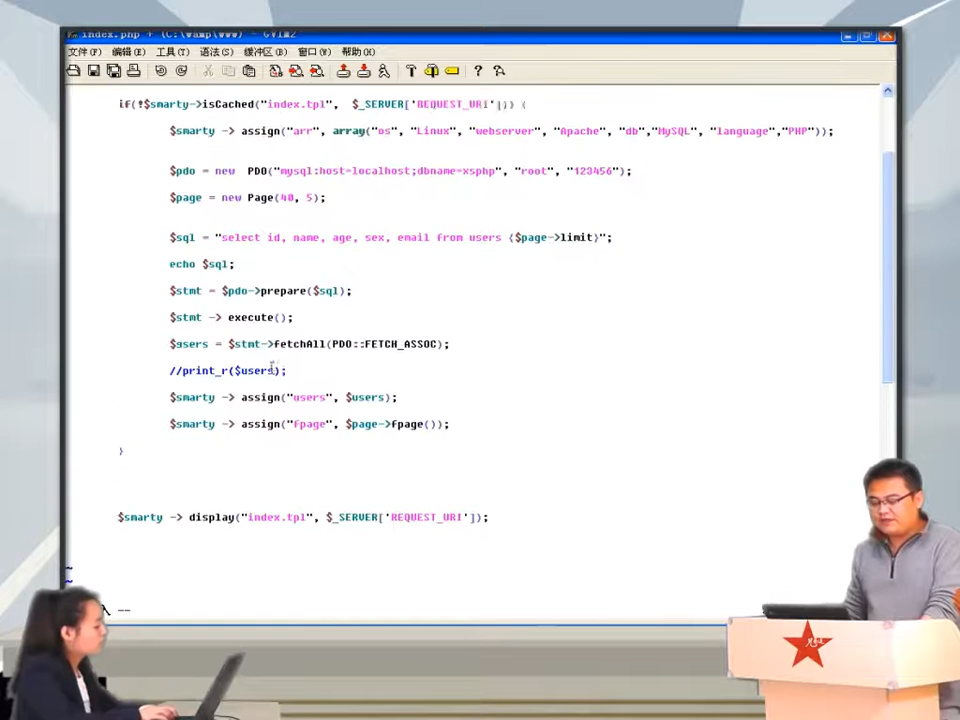 index.php + (C:\wamp\www) - GVIM2
文件(F) 编辑(E) 工具(T) 语法(S) 缓冲区(B) 窗口(W) 帮助(H)
if(!$smarty->isCached("index.tpl", $_SERVER['REQUEST_URI'])) {
$smarty -> assign("arr", array("os", "Linux", "webserver", "Apache", "db","MySQL", "language","PHP"));
$pdo = new PDO("mysql:host=localhost;dbname=xsphp", "root", "123456");
$page = new Page(40, 5);
$sql = "select id, name, age, sex, email from users {$page->limit}";
echo $sql;
$stmt = $pdo->prepare($sql);
$stmt -> execute();
$gsers = $stmt->fetchAll(PDO::FETCH_ASSOC);
//print_r($users);
$smarty -> assign("users", $users);
$smarty -> assign("fpage", $page->fpage());
}
$smarty -> display("index.tpl", $_SERVER['REQUEST_URI']);
~
~
--